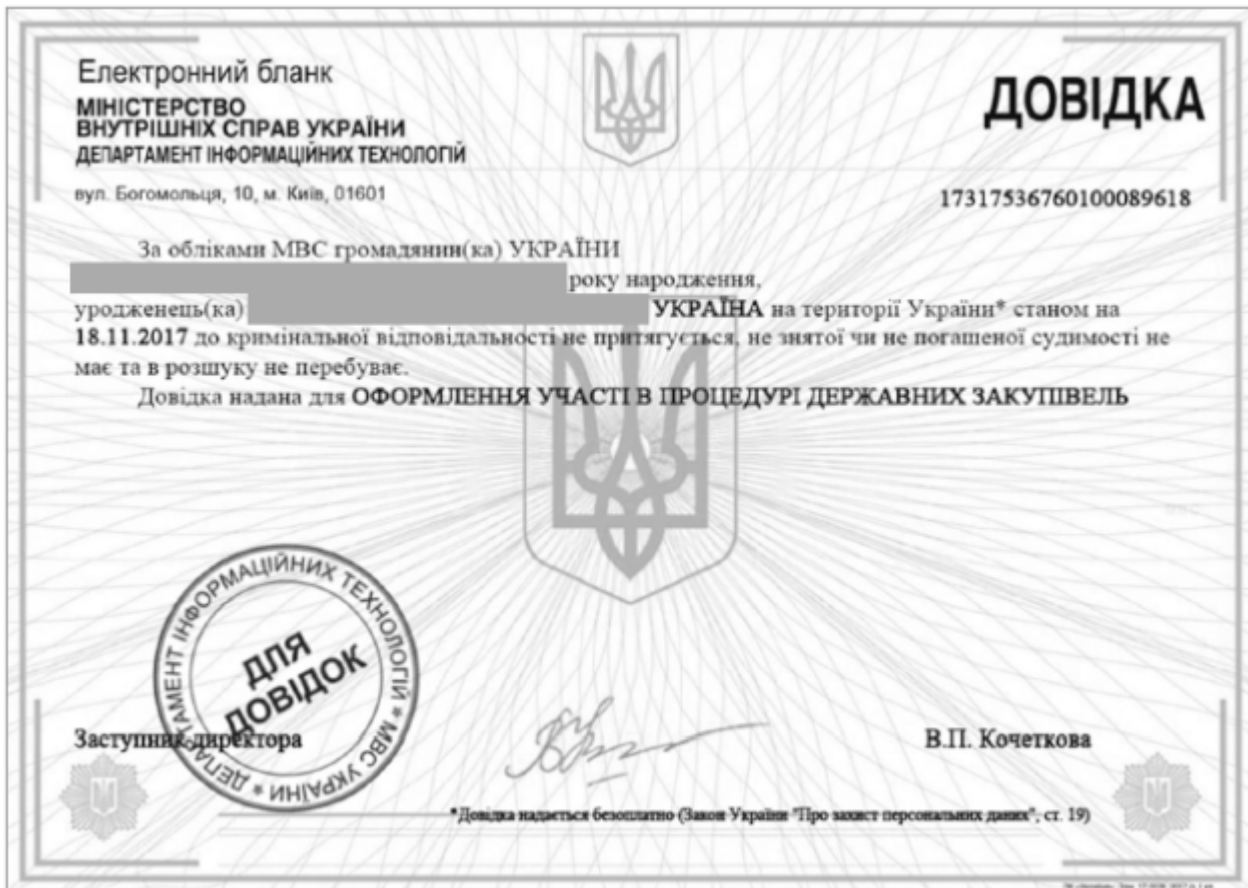 Електронний бланк
МІНІСТЕРСТВО
ВНУТРІШНІХ СПРАВ УКРАЇНИ
ДЕПАРТАМЕНТ ІНФОРМАЦІЙНИХ ТЕХНОЛОГІЙ
вул. Богомольця, 10, м. Київ, 01601
ДОВІДКА
17317536760100089618
За обліками МВС громадянин(ка) УКРАЇНИ
року народження,
уродженець(ка) УКРАЇНА на території України* станом на
18.11.2017 до кримінальної відповідальності не притягується, не знятої чи не погашеної судимості не
має та в розшуку не перебуває.
Довідка надана для ОФОРМЛЕННЯ УЧАСТІ В ПРОЦЕДУРІ ДЕРЖАВНИХ ЗАКУПІВЕЛЬ
ДЕПАРТАМЕНТ ІНФОРМАЦІЙНИХ ТЕХНОЛОГІЙ * МВС УКРАЇНИ *
ДЛЯ
ДОВІДОК
Заступник директора
В.П. Кочеткова
*Довідка надається безоплатно (Закон України "Про захист персональних даних", ст. 19)